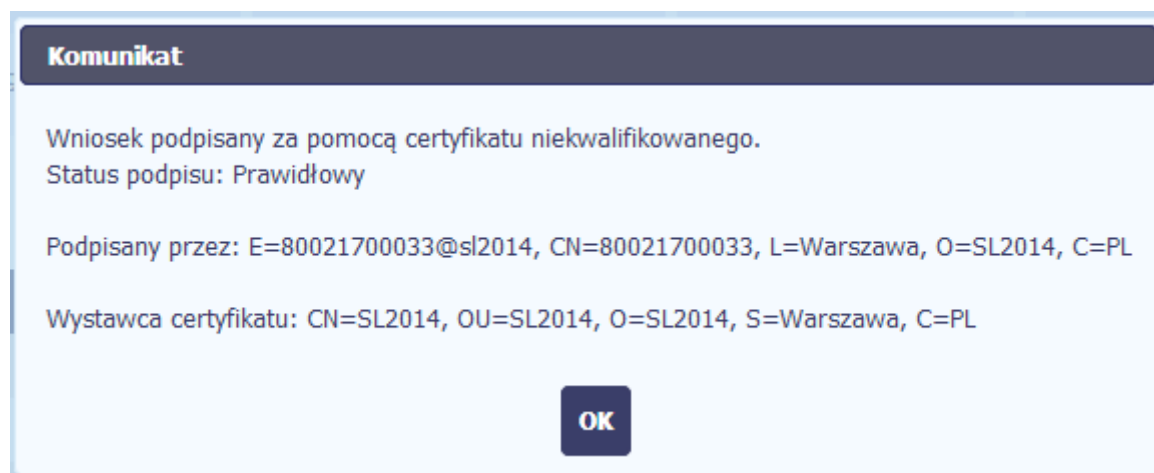 Komunikat
Wniosek podpisany za pomocą certyfikatu niekwalifikowanego.
Status podpisu: Prawidłowy
Podpisany przez: E=80021700033@sl2014, CN=80021700033, L=Warszawa, O=SL2014, C=PL
Wystawca certyfikatu: CN=SL2014, OU=SL2014, O=SL2014, S=Warszawa, C=PL
OK